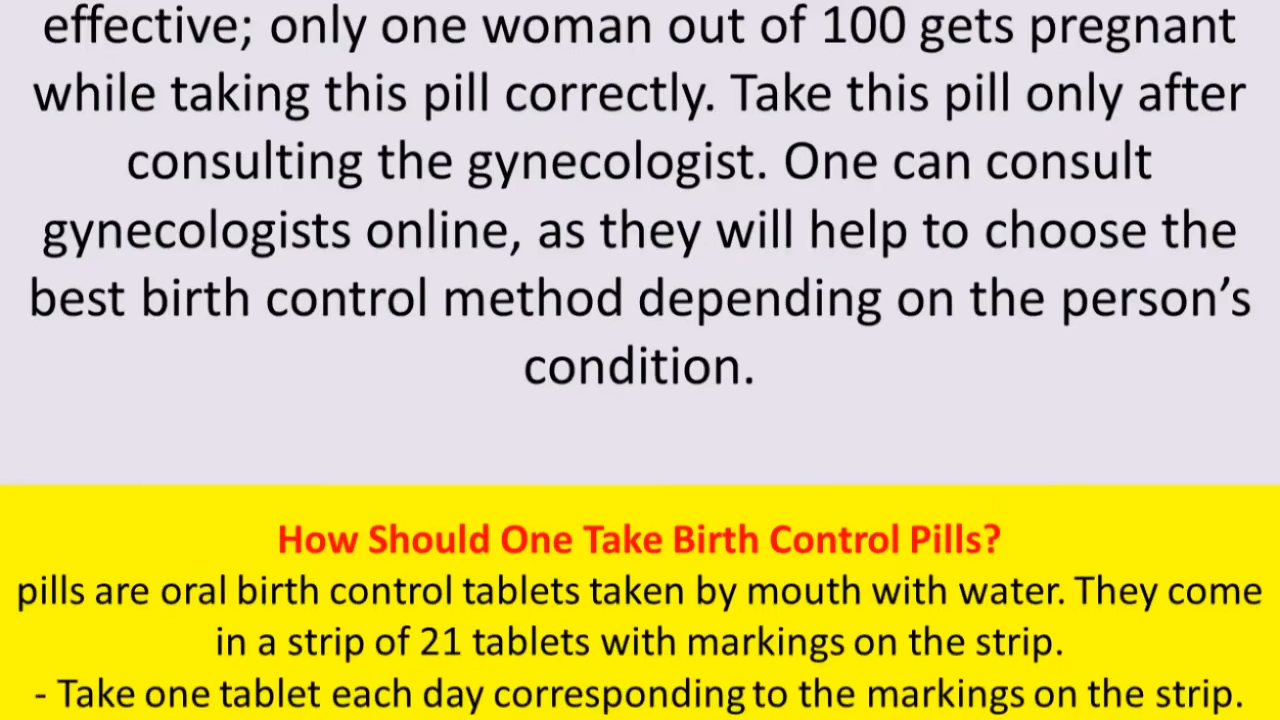 effective; only one woman out of 100 gets pregnant
while taking this pill correctly. Take this pill only after
consulting the gynecologist. One can consult
gynecologists online, as they will help to choose the
best birth control method depending on the person’s
condition.
How Should One Take Birth Control Pills?
pills are oral birth control tablets taken by mouth with water. They come
in a strip of 21 tablets with markings on the strip.
- Take one tablet each day corresponding to the markings on the strip.